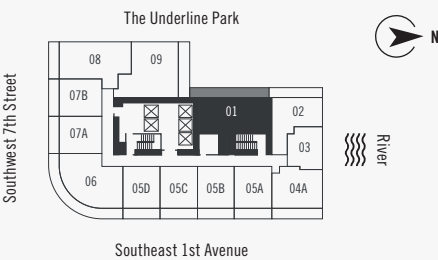 The Underline Park
N
08
09
07B
01
02
Southwest 7th Street
07A
03
River
06
05D
05C
05B
05A
04A
Southeast 1st Avenue